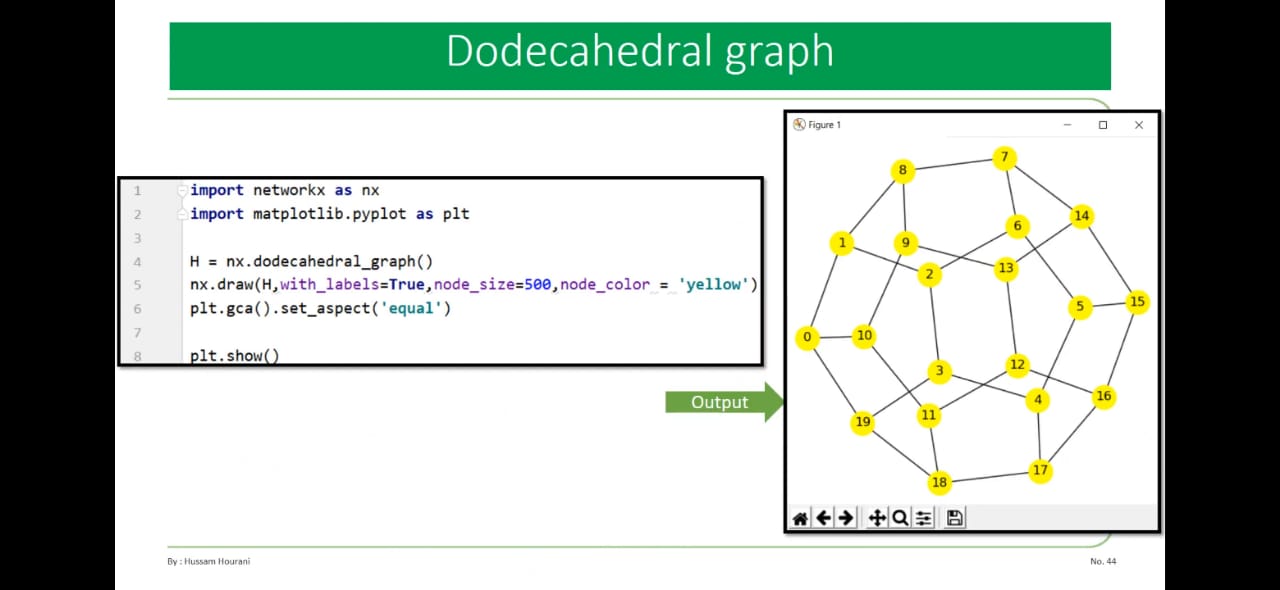 Dodecahedral graph
1 import networkx as nx
2 import matplotlib.pyplot as plt
3
4 H = nx.dodecahedral_graph()
5 nx.draw(H,with_labels=True,node_size=500,node_color = 'yellow')
6 plt.gca().set_aspect('equal')
7
8 plt.show()
Output
Figure 1
7
8
14
6
1
9
13
2
15
5
0
10
12
3
16
4
11
19
17
18
By : Hussam Hourani
No. 44